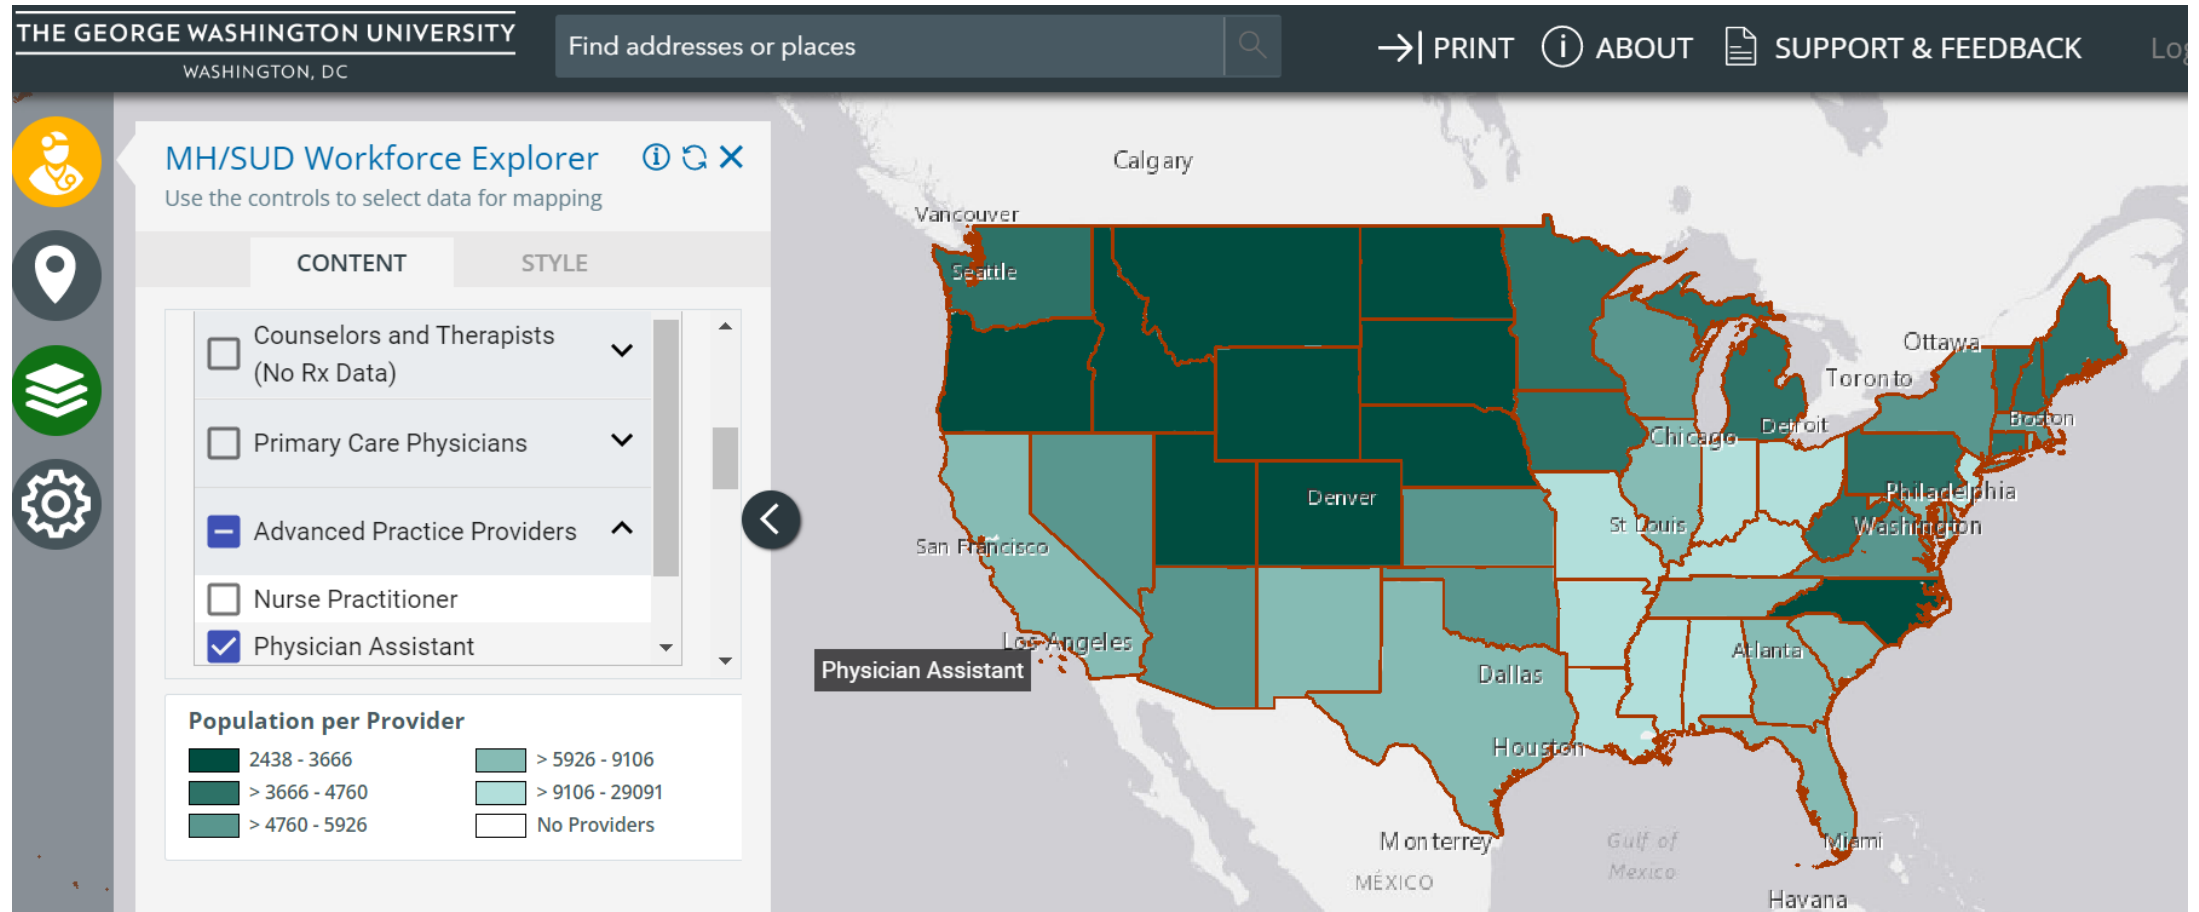 THE GEORGE WASHINGTON UNIVERSITY
WASHINGTON, DC
Find addresses or places
PRINT
ABOUT
SUPPORT & FEEDBACK
MH/SUD Workforce Explorer
Use the controls to select data for mapping
CONTENT
STYLE
Counselors and Therapists
(No Rx Data)
Primary Care Physicians
Advanced Practice Providers
Nurse Practitioner
Physician Assistant
Population per Provider
2438 - 3666
> 3666 - 4760
> 4760 - 5926
> 5926 - 9106
> 9106 - 29091
No Providers
Calgary
Vancouver
Seattle
Ottawa
Toronto
Boston
Detroit
Chicago
Denver
Philadelphia
St Louis
Washington
San Francisco
Los Angeles
Atlanta
Physician Assistant
Dallas
Houston
Monterrey
Gulf of
Mexico
Miami
MÉXICO
Havana